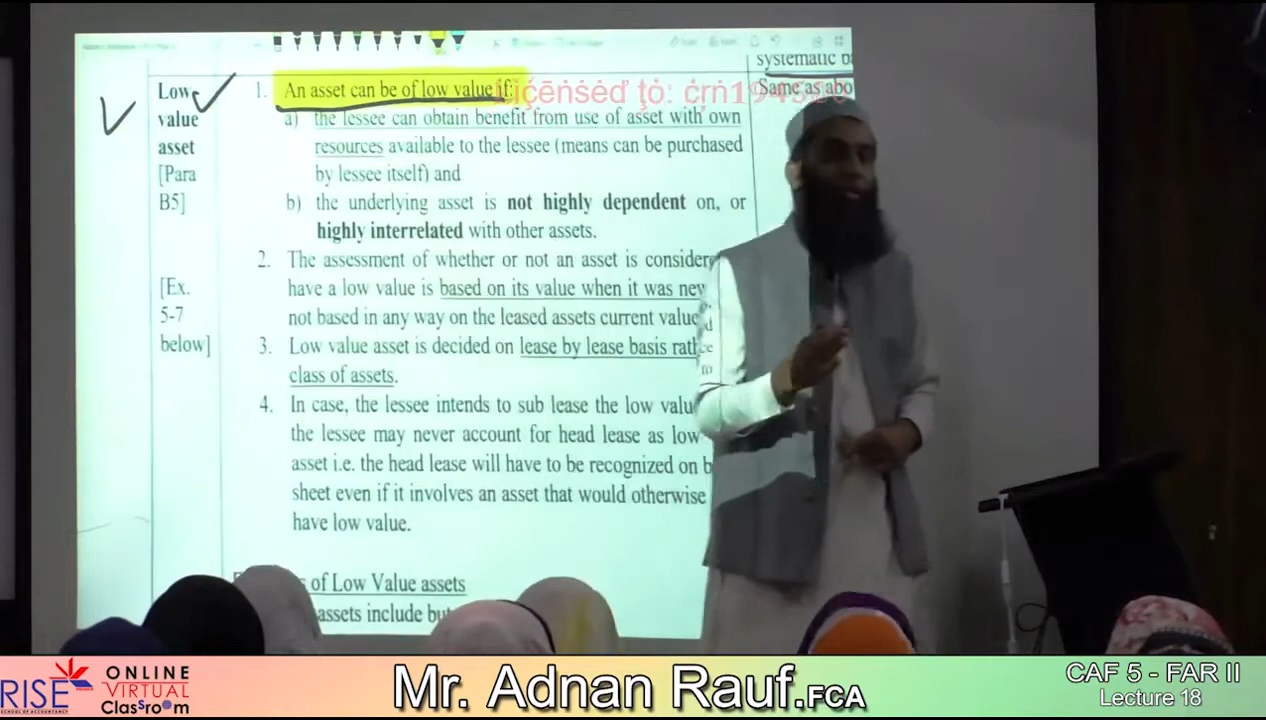 systematic
Low
value
asset
[Para
B5]
[Ex.
5-7
below]
1. An asset can be of low value if:
a) the lessee can obtain benefit from use of asset with own
resources available to the lessee (means can be purchased
by lessee itself) and
b) the underlying asset is not highly dependent on, or
highly interrelated with other assets.
2. The assessment of whether or not an asset is consider
have a low value is based on its value when it was new
not based in any way on the leased assets current value
3. Low value asset is decided on lease by lease basis rat
class of assets.
4. In case, the lessee intends to sub lease the low valu
the lessee may never account for head lease as low
asset i.e. the head lease will have to be recognized on b
sheet even if it involves an asset that would otherwise
have low value.
of Low Value assets
assets include bu
Same as abo
RISE
ONLINE
VIRTUAL
Classroom
Mr. Adnan Rauf.FCA
CAF 5 - FAR II
Lecture 18